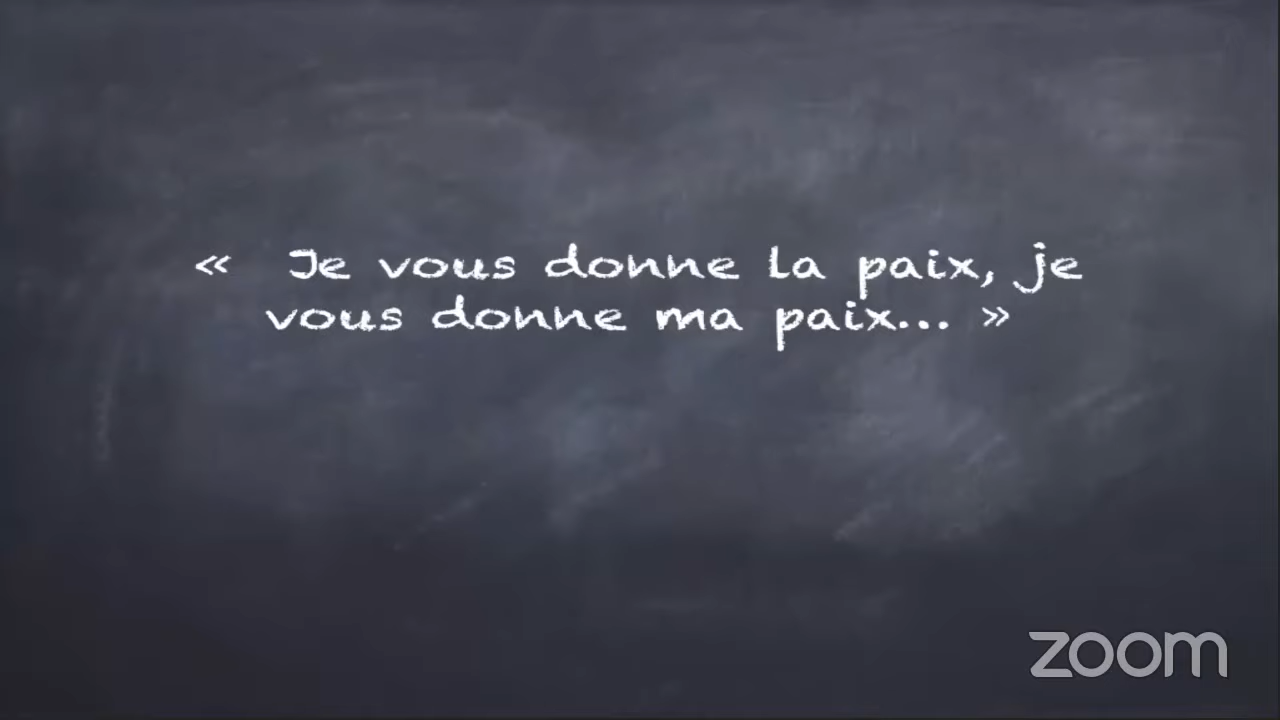 «  Je vous donne la paix, je
vous donne ma paix... »
zoom